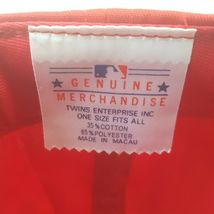 GENUINE
MERCHANDISE
TWINS ENTERPRISE INC
ONE SIZE FITS ALL
35% COTTON
65% POLYESTER
MADE IN MACAU